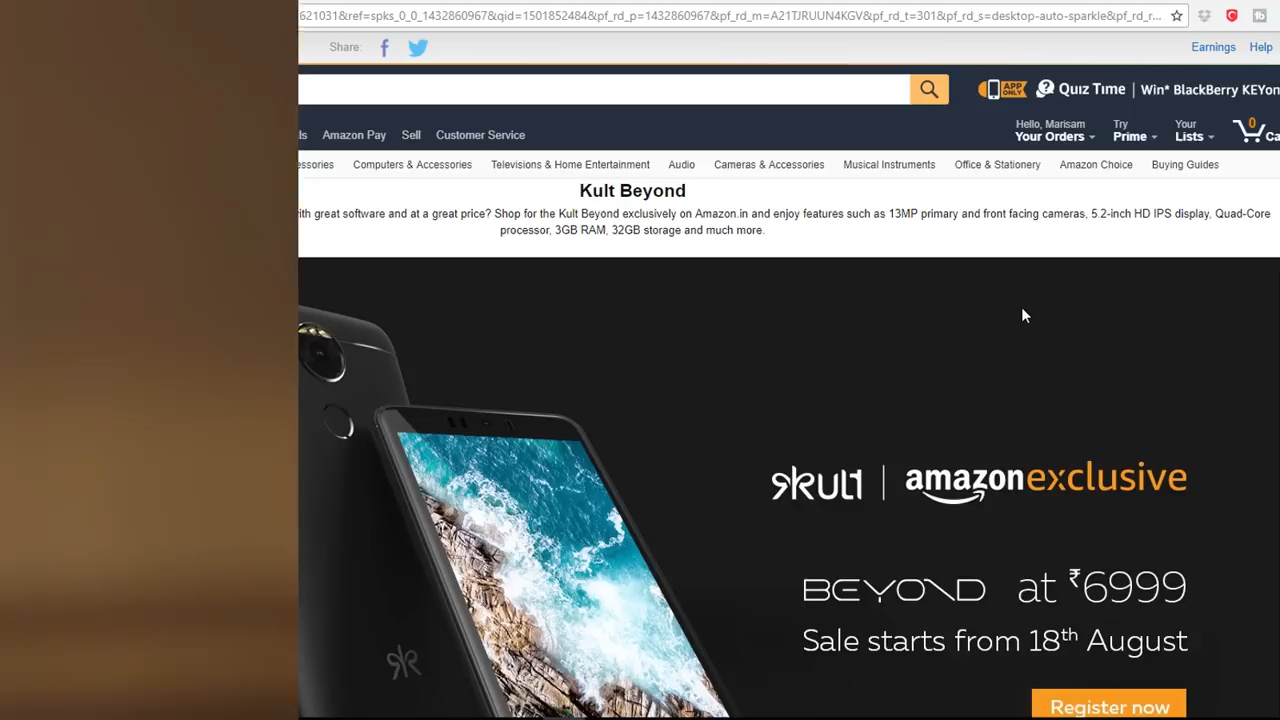 621031&ref=spks_0_0_1432860967&qid=1501852484&pf_rd_p=1432860967&pf_rd_m=A21TJRUUN4KGV&pf_rd_t=301&pf_rd_s=desktop-auto-sparkle&pf_rd_r...
Share:
Earnings Help
APP ONLY Quiz Time | Win* BlackBerry KEYon
ls Amazon Pay Sell Customer Service
Hello, Marisam
Your Orders
Try
Prime
Your
Lists
0
Ca
essories Computers & Accessories Televisions & Home Entertainment Audio Cameras & Accessories Musical Instruments Office & Stationery Amazon Choice Buying Guides
Kult Beyond
with great software and at a great price? Shop for the Kult Beyond exclusively on Amazon.in and enjoy features such as 13MP primary and front facing cameras, 5.2-inch HD IPS display, Quad-Core
processor, 3GB RAM, 32GB storage and much more.
kult | amazonexclusive
BEYOND at ₹6999
Sale starts from 18th August
Register now